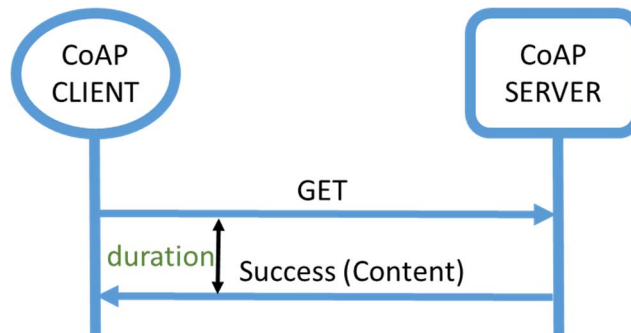 CoAP
CLIENT
CoAP
SERVER
GET
duration
Success (Content)